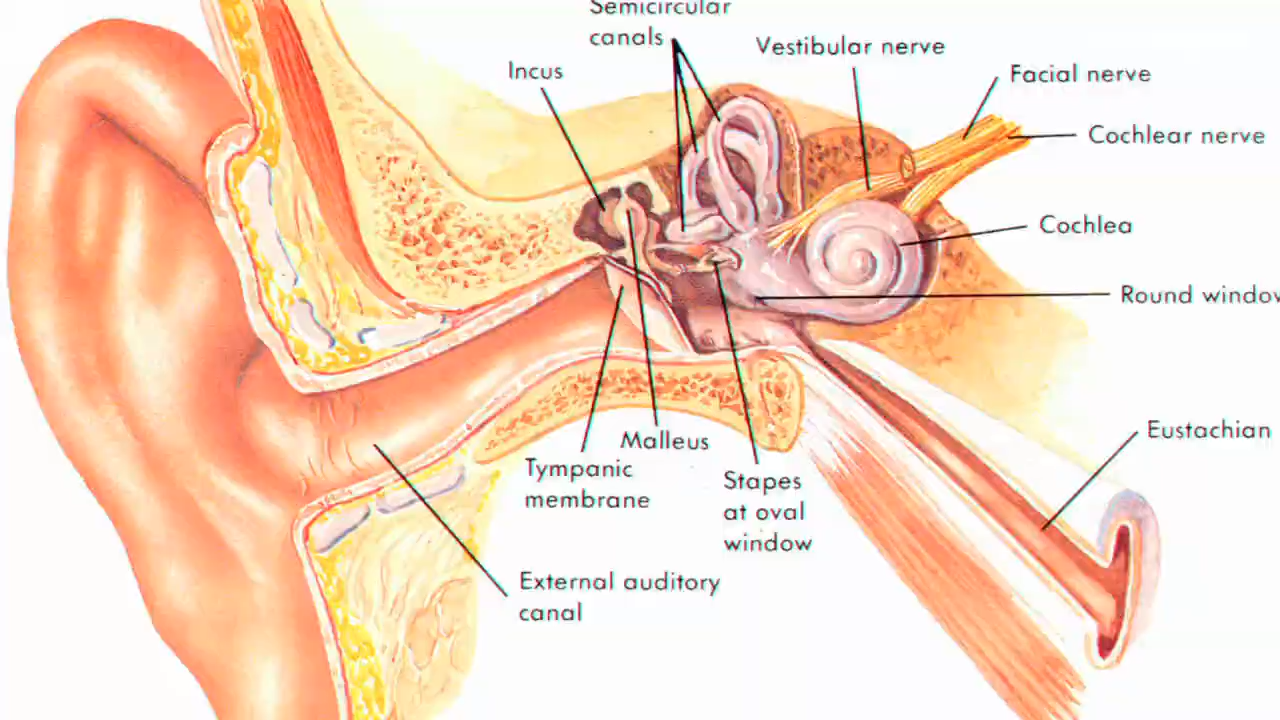 Semicircular
canals
Vestibular nerve
Incus
Facial nerve
Cochlear nerve
Cochlea
Round windov
Eustachian
Malleus
Tympanic
membrane
Stapes
at oval
window
External auditory
canal